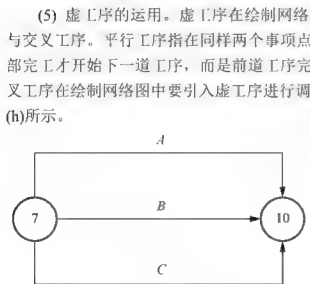 (5) 虚工序的运用。虚工序在绘制网络
与交叉工序。平行工序指在同样两个事项点
部完工才开始下一道工序，而是前道工序完
叉工序在绘制网络图中要引入虚工序进行调
(h)所示。
A
7
B
10
C